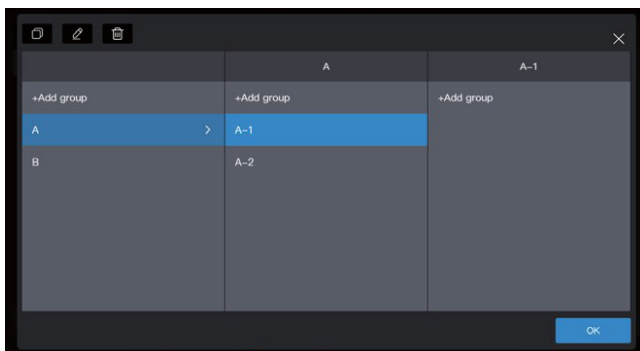 A A-1
+Add group +Add group +Add group
A > A-1
B A-2
OK